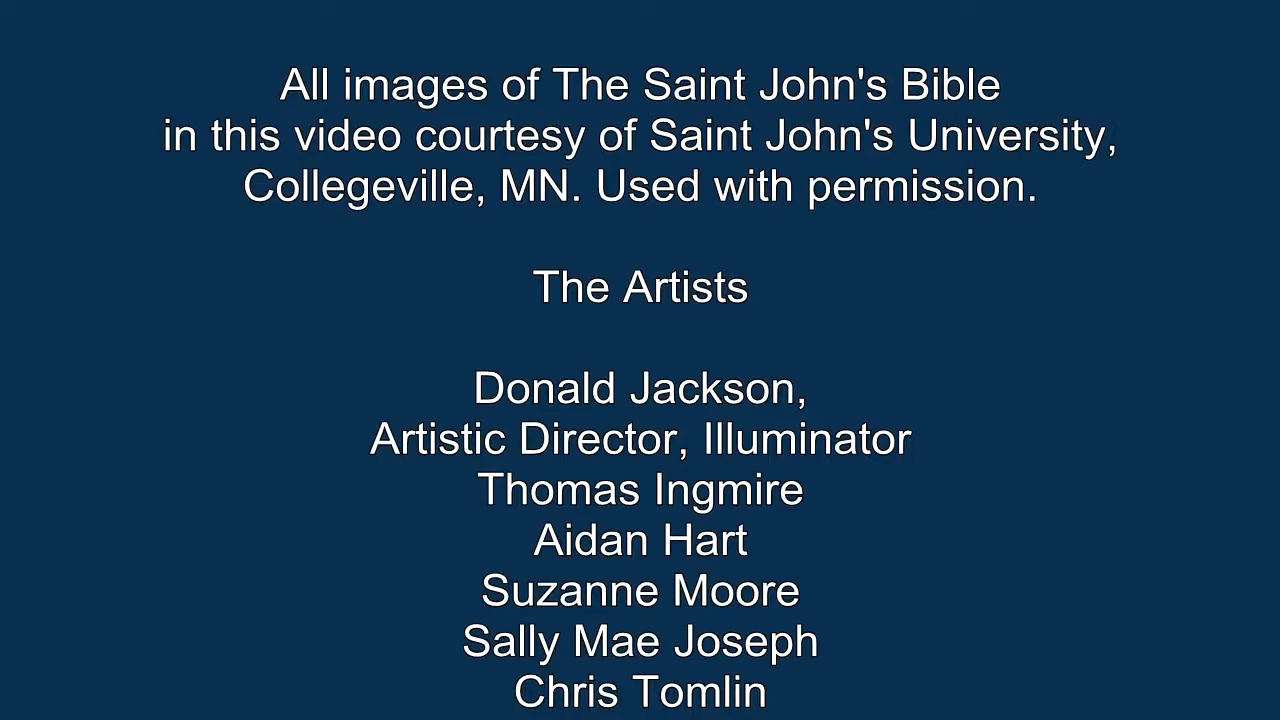 All images of The Saint John's Bible
in this video courtesy of Saint John's University,
Collegeville, MN. Used with permission.
The Artists
Donald Jackson,
Artistic Director, Illuminator
Thomas Ingmire
Aidan Hart
Suzanne Moore
Sally Mae Joseph
Chris Tomlin